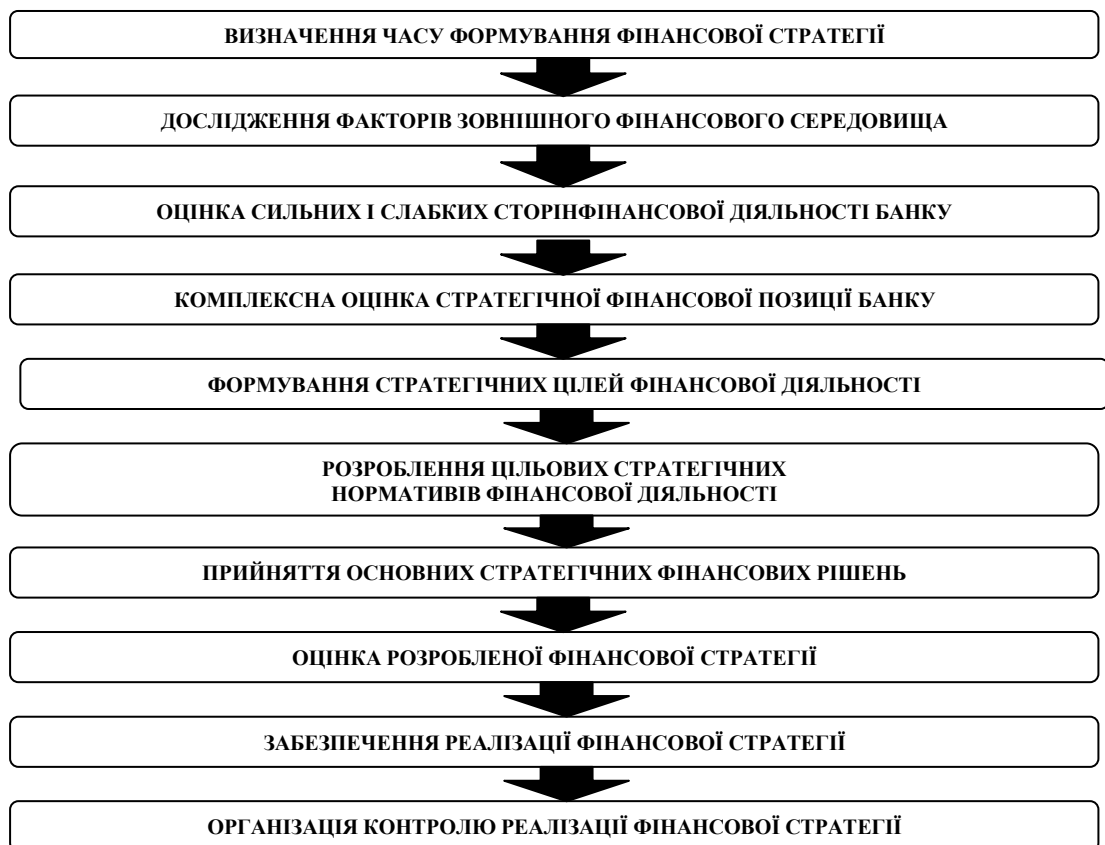 ВИЗНАЧЕННЯ ЧАСУ ФОРМУВАННЯ ФІНАНСОВОЇ СТРАТЕГІЇ
ДОСЛІДЖЕННЯ ФАКТОРІВ ЗОВНІШНОГО ФІНАНСОВОГО СЕРЕДОВИЩА
ОЦІНКА СИЛЬНИХ І СЛАБКИХ СТОРІНФІНАНСОВОЇ ДІЯЛЬНОСТІ БАНКУ
КОМПЛЕКСНА ОЦІНКА СТРАТЕГІЧНОЇ ФІНАНСОВОЇ ПОЗИЦІЇ БАНКУ
ФОРМУВАННЯ СТРАТЕГІЧНИХ ЦІЛЕЙ ФІНАНСОВОЇ ДІЯЛЬНОСТІ
РОЗРОБЛЕННЯ ЦІЛЬОВИХ СТРАТЕГІЧНИХ
НОРМАТИВІВ ФІНАНСОВОЇ ДІЯЛЬНОСТІ
ПРИЙНЯТТЯ ОСНОВНИХ СТРАТЕГІЧНИХ ФІНАНСОВИХ РІШЕНЬ
ОЦІНКА РОЗРОБЛЕНОЇ ФІНАНСОВОЇ СТРАТЕГІЇ
ЗАБЕЗПЕЧЕННЯ РЕАЛІЗАЦІЇ ФІНАНСОВОЇ СТРАТЕГІЇ
ОРГАНІЗАЦІЯ КОНТРОЛЮ РЕАЛІЗАЦІЇ ФІНАНСОВОЇ СТРАТЕГІЇ